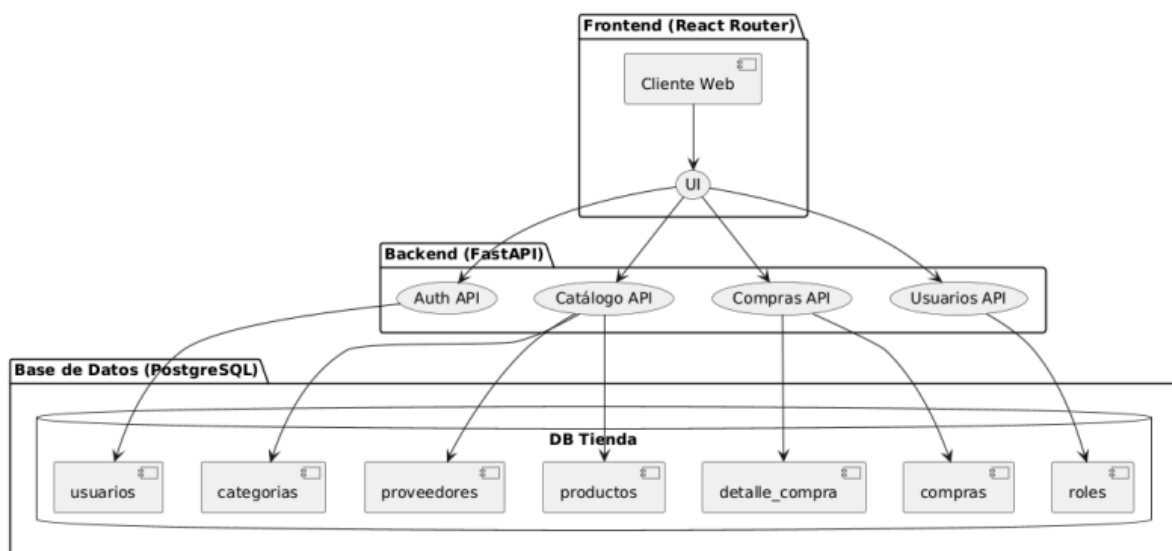 Frontend (React Router)
Cliente Web
UI
Backend (FastAPI)
Auth API
Catálogo API
Compras API
Usuarios API
Base de Datos (PostgreSQL)
DB Tienda
usuarios
categorias
proveedores
productos
detalle_compra
compras
roles